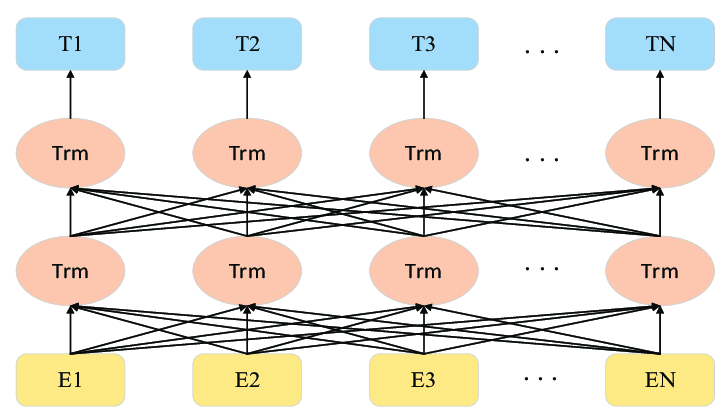 T1 T2 T3 . . . TN
Trm Trm Trm . . . Trm
Trm Trm Trm . . . Trm
E1 E2 E3 . . . EN